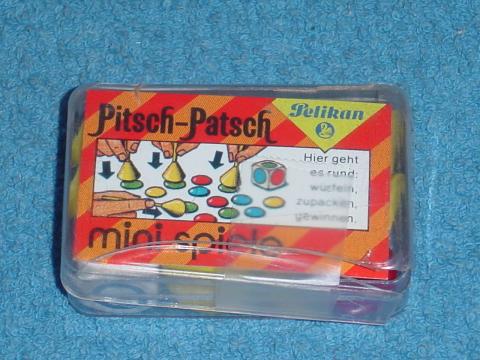 Pitsch-Patsch
Pelikan
Hier geht
es rund:
würfeln,
zupacken,
gewinnen.
mini spiele